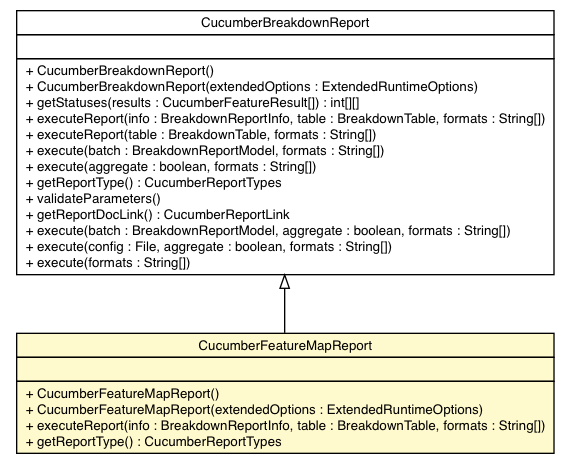 CucumberBreakdownReport
+ CucumberBreakdownReport()
+ CucumberBreakdownReport(extendedOptions : ExtendedRuntimeOptions)
+ getStatuses(results : CucumberFeatureResult[]) : int[][]
+ executeReport(info : BreakdownReportInfo, table : BreakdownTable, formats : String[])
+ executeReport(table : BreakdownTable, formats : String[])
+ execute(batch : BreakdownReportModel, formats : String[])
+ execute(aggregate : boolean, formats : String[])
+ getReportType() : CucumberReportTypes
+ validateParameters()
+ getReportDocLink() : CucumberReportLink
+ execute(batch : BreakdownReportModel, aggregate : boolean, formats : String[])
+ execute(config : File, aggregate : boolean, formats : String[])
+ execute(formats : String[])
CucumberFeatureMapReport
+ CucumberFeatureMapReport()
+ CucumberFeatureMapReport(extendedOptions : ExtendedRuntimeOptions)
+ executeReport(info : BreakdownReportInfo, table : BreakdownTable, formats : String[])
+ getReportType() : CucumberReportTypes